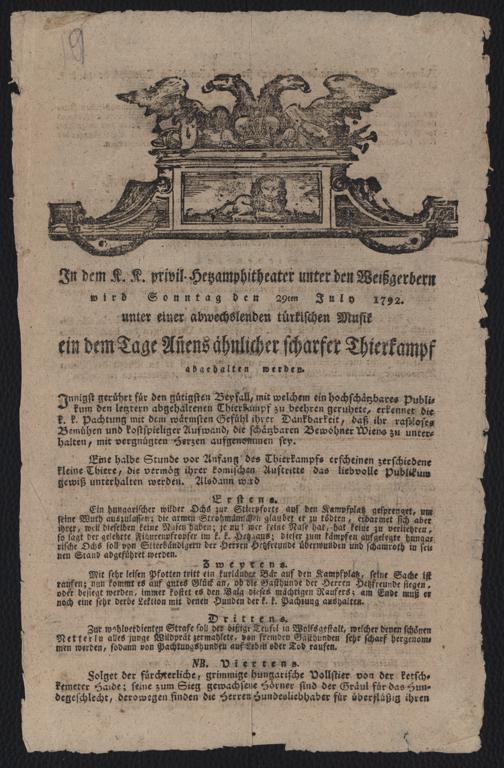 9
In dem K. K. privil. Hetzamphitheater unter den Weißgerbern
wird Sonntag den 29ten July 1792.
unter einer abwechslenden türkischen Musik
ein dem Tage Annens ähnlicher scharfer Thierkampf
abgehalten werden.
Innigst gerührt für den gütigsten Beyfall, mit welchem ein hochschätzbares Publi-
kum den letztern abgehaltenen Thierkampf zu beehren geruhete, erkennet die
k. k. Pachtung mit dem wärmsten Gefühl ihrer Dankbarkeit, daß ihr rastloses
Bemühen und kostspieliger Aufwand, die schätzbaren Bewohner Wiens zu unter-
halten, mit vergnügten Herzen aufgenommen sey.
Eine halbe Stunde vor Anfang des Thierkampfs erscheinen verschiedene
kleine Thiere, die vermög ihrer komischen Auftritte das liebvolle Publikum
gewiß unterhalten werden. Alsdann wird
Erstens.
Ein hungarischer wilder Ochs zur Stierpforte auf den Kampfplatz gesprenget, um
seine Wuth auszulassen; die armen Strohmännchen glaubet er zu tödten, erbarmet sich aber
ihrer, weil dieselben keine Nasen haben; je nu! wer keine Nase hat, hat keine zu verliehren,
so sagt der gelehrte Figurenpropfer im k. k. Hetzhaus; dieser zum kämpfen aufgelegte hungar-
rische Ochs soll von Stierbändigern der Herren Hetzfreunde überwunden und schamroth in sei-
nen Stand abgeführet werden.
Zweytens.
Mit sehr leisen Pfotten tritt ein kurländer Bär auf den Kampfplatz, seine Sache ist
raufen; nun kommt es auf gutes Glück an, ob die Gasthunde der Herren Hetzfreunde siegen,
oder besieget werden, immer kostet es den Balg dieses mächtigen Raufers; am Ende muß er
noch eine sehr derbe Lektion mit denen Hunden der k. k. Pachtung aushalten.
Drittens.
Zur wohlverdienten Strafe soll der bissige Teufel in Wolfsgestalt, welcher denen schönen
Netterln alles junge Wildprät zermahlete, von fremden Gasthunden sehr scharf hergenom-
men werden, sodann von Pachtungshunden auf Leben oder Tod raufen.
NB. Viertens.
Folget der fürchterliche, grimmige hungarische Vollstier von der ketsch-
kemeter Haide; seine zum Sieg gewachsene Hörner sind der Gräul für das Hun-
degeschlecht, derowegen finden die Herren Hundeliebhaber für überflüßig ihren